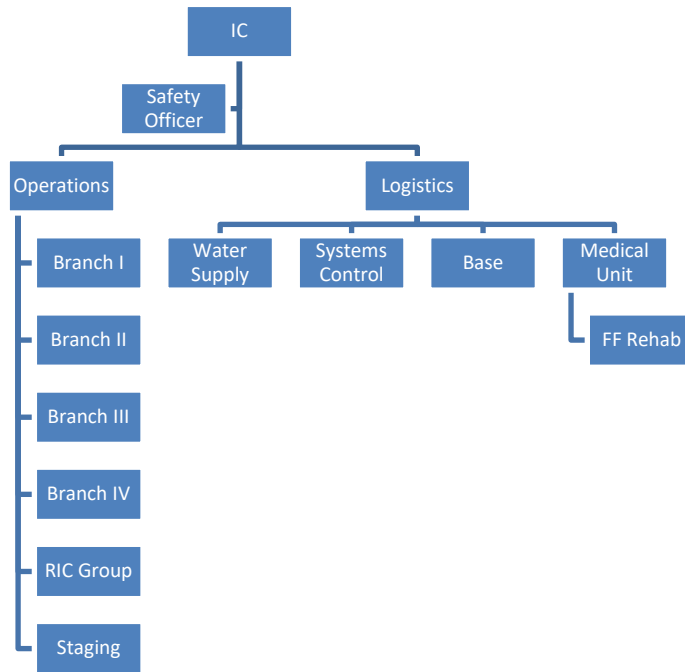 IC
Safety
Officer
Operations
Logistics
Branch I
Water
Supply
Systems
Control
Base
Medical
Unit
Branch II
FF Rehab
Branch III
Branch IV
RIC Group
Staging